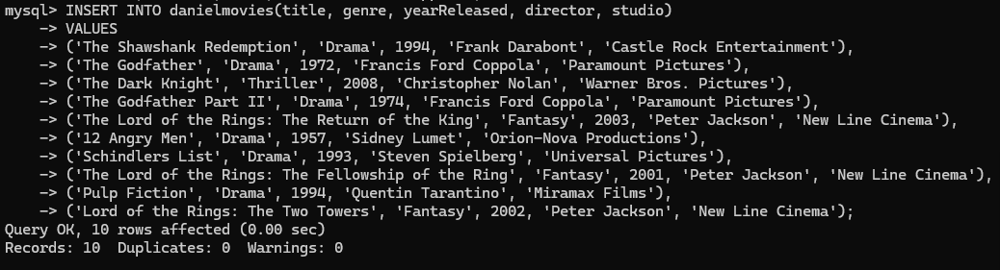 mysql> INSERT INTO danielmovies(title, genre, yearReleased, director, studio)
    -> VALUES
    -> ('The Shawshank Redemption', 'Drama', 1994, 'Frank Darabont', 'Castle Rock Entertainment'),
    -> ('The Godfather', 'Drama', 1972, 'Francis Ford Coppola', 'Paramount Pictures'),
    -> ('The Dark Knight', 'Thriller', 2008, 'Christopher Nolan', 'Warner Bros. Pictures'),
    -> ('The Godfather Part II', 'Drama', 1974, 'Francis Ford Coppola', 'Paramount Pictures'),
    -> ('The Lord of the Rings: The Return of the King', 'Fantasy', 2003, 'Peter Jackson', 'New Line Cinema'),
    -> ('12 Angry Men', 'Drama', 1957, 'Sidney Lumet', 'Orion-Nova Productions'),
    -> ('Schindlers List', 'Drama', 1993, 'Steven Spielberg', 'Universal Pictures'),
    -> ('The Lord of the Rings: The Fellowship of the Ring', 'Fantasy', 2001, 'Peter Jackson', 'New Line Cinema'),
    -> ('Pulp Fiction', 'Drama', 1994, 'Quentin Tarantino', 'Miramax Films'),
    -> ('Lord of the Rings: The Two Towers', 'Fantasy', 2002, 'Peter Jackson', 'New Line Cinema');
Query OK, 10 rows affected (0.00 sec)
Records: 10  Duplicates: 0  Warnings: 0